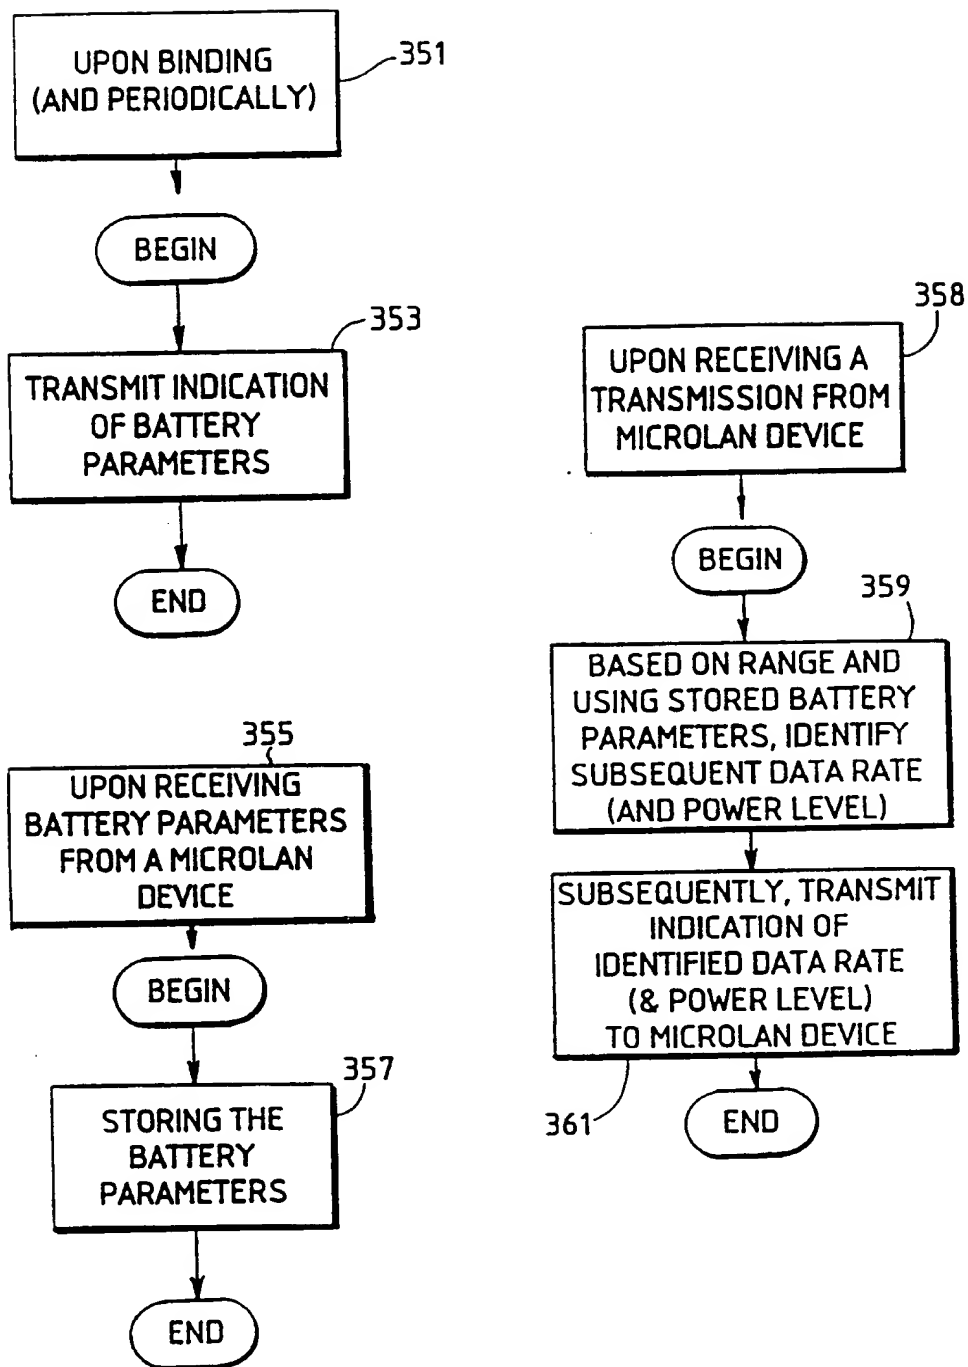 UPON BINDING
(AND PERIODICALLY)
351
BEGIN
353
TRANSMIT INDICATION
OF BATTERY
PARAMETERS
END
355
UPON RECEIVING
BATTERY PARAMETERS
FROM A MICROLAN
DEVICE
BEGIN
357
STORING THE
BATTERY
PARAMETERS
END
358
UPON RECEIVING A
TRANSMISSION FROM
MICROLAN DEVICE
BEGIN
359
BASED ON RANGE AND
USING STORED BATTERY
PARAMETERS, IDENTIFY
SUBSEQUENT DATA RATE
(AND POWER LEVEL)
SUBSEQUENTLY, TRANSMIT
INDICATION OF
IDENTIFIED DATA RATE
(& POWER LEVEL)
TO MICROLAN DEVICE
361
END